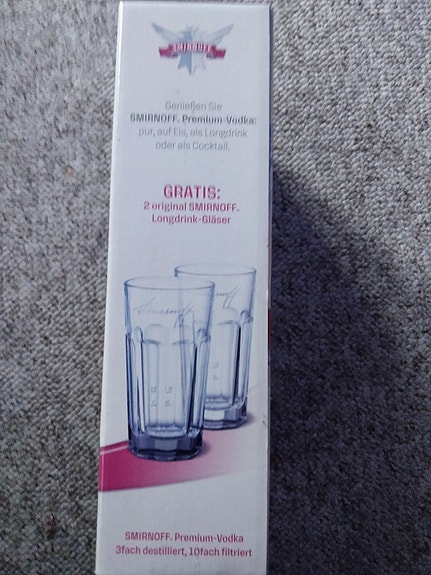 SMIRNOFF
Genießen Sie
SMIRNOFF. Premium-Vodka:
pur, auf Eis, als Longdrink
oder als Cocktail.
GRATIS:
2 original SMIRNOFF.
Longdrink-Gläser
Smirnoff
SMIRNOFF. Premium-Vodka
3fach destilliert, 10fach filtriert